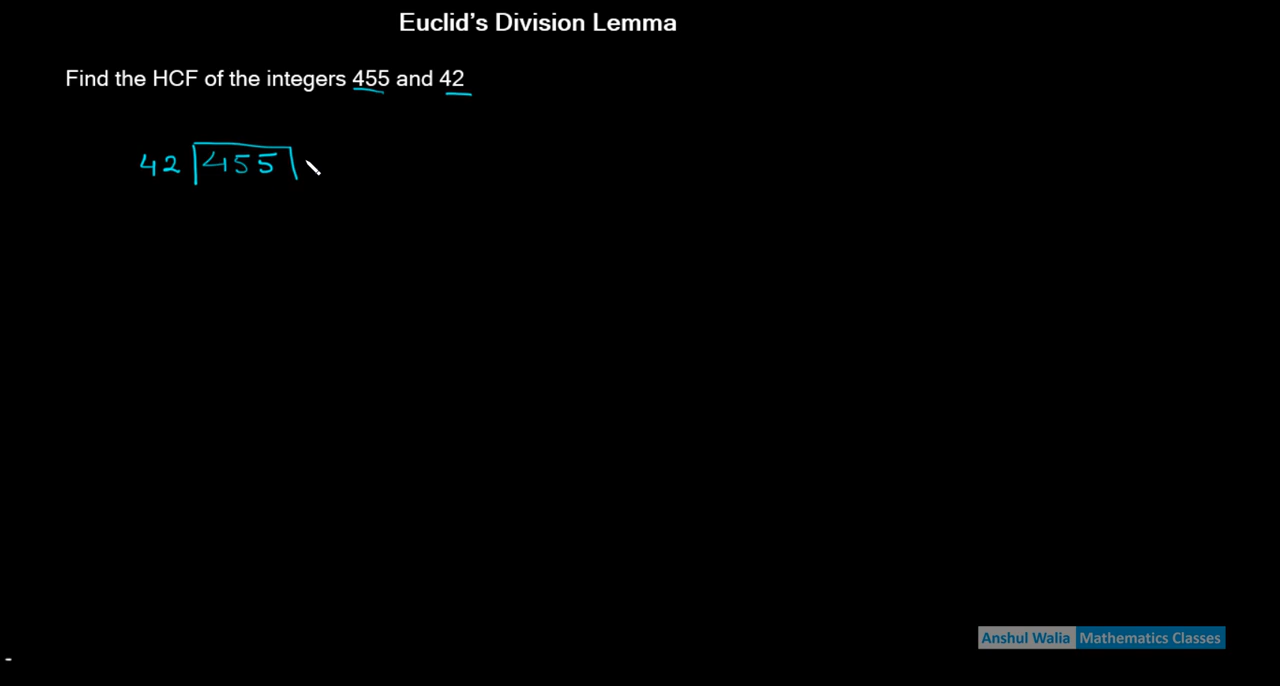 Euclid’s Division Lemma
Find the HCF of the integers 455 and 42
42 455
Anshul Walia Mathematics Classes